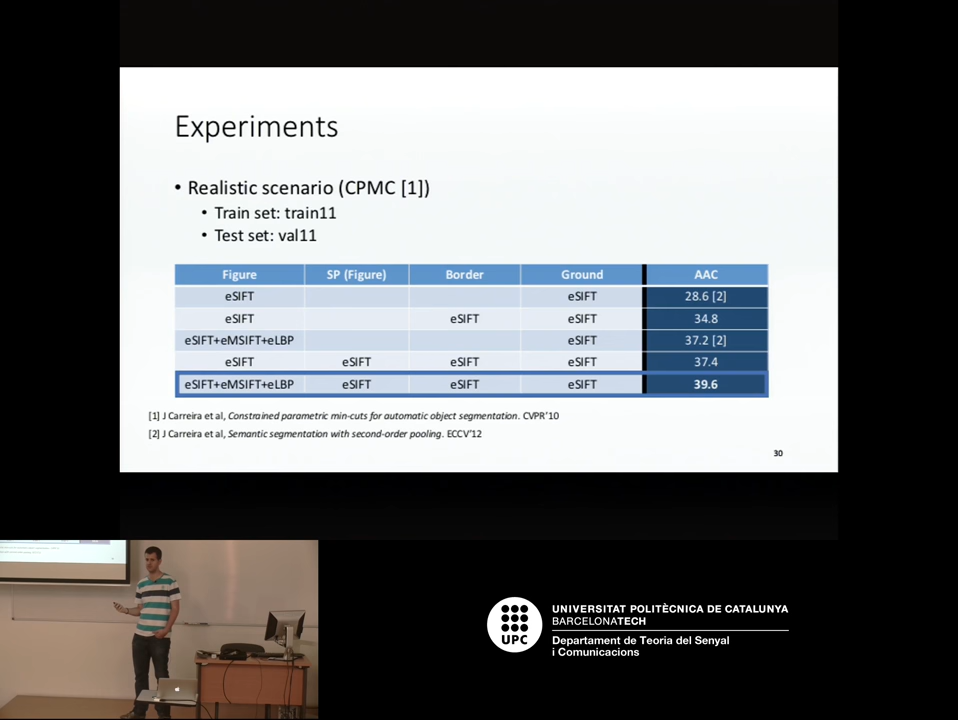 Experiments
• Realistic scenario (CPMC [1])
• Train set: train11
• Test set: val11
Figure SP (Figure) Border Ground AAC
eSIFT eSIFT 28.6 [2]
eSIFT eSIFT eSIFT 34.8
eSIFT+eMSIFT+eLBP eSIFT 37.2 [2]
eSIFT eSIFT eSIFT eSIFT 37.4
eSIFT+eMSIFT+eLBP eSIFT eSIFT eSIFT 39.6
[1] J Carreira et al, Constrained parametric min-cuts for automatic object segmentation. CVPR'10
[2] J Carreira et al, Semantic segmentation with second-order pooling. ECCV'12
30
UPC
UNIVERSITAT POLITÈCNICA DE CATALUNYA
BARCELONATECH
Departament de Teoria del Senyal
i Comunicacions